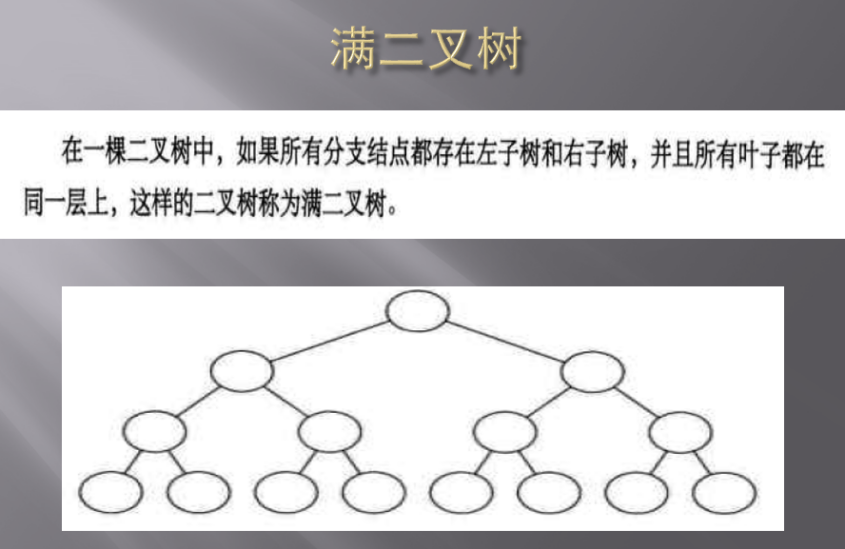 满二叉树
在一棵二叉树中，如果所有分支结点都存在左子树和右子树，并且所有叶子都在
同一层上，这样的二叉树称为满二叉树。